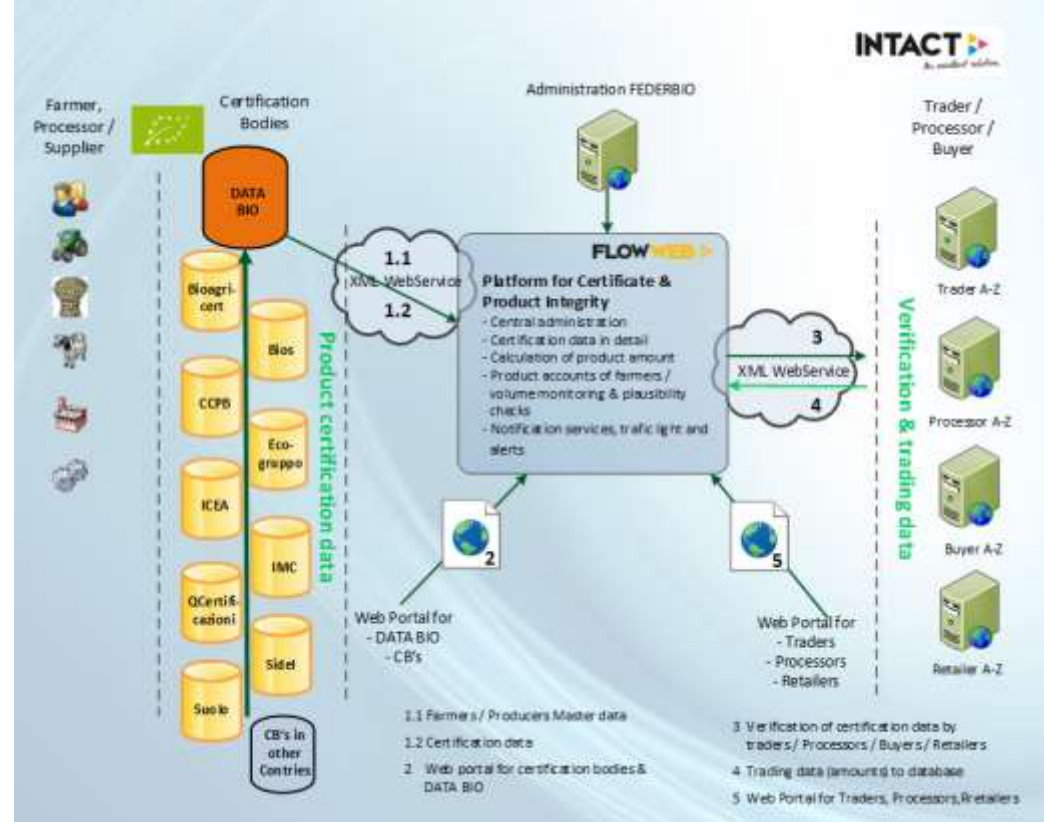 INTACT
An excellent solution.
Administration FEDERBIO
Farmer,
Processor /
Supplier
Certification
Bodies
Trader /
Processor /
Buyer
DATA
BIO
Bioagri-
cert
Bios
CCPB
Eco-
gruppo
ICEA
IMC
QCertifi-
cazioni
Sidel
Suolo
CB's in
other
Contries
Product certification data
1.1
XML WebService
1.2
FLOWWEB
Platform for Certificate &
Product Integrity
- Central administration
- Certification data in detail
- Calculation of product amount
- Product accounts of farmers /
volume monitoring & plausibility
checks
- Notification services, trafic light and
alerts
3
XML WebService
4
Verification & trading data
Trader A-Z
Processor A-Z
Buyer A-Z
Retailer A-Z
2
Web Portal for
- DATA BIO
- CB's
5
Web Portal for
- Traders
- Processors
- Retailers
1.1 Farmers / Producers Master data
1.2 Certification data
2 Web portal for certification bodies &
DATA BIO
3 Verification of certification data by
traders / Processors / Buyers / Retailers
4 Trading data (amounts) to database
5 Web Portal for Traders, Processors,Rretailers